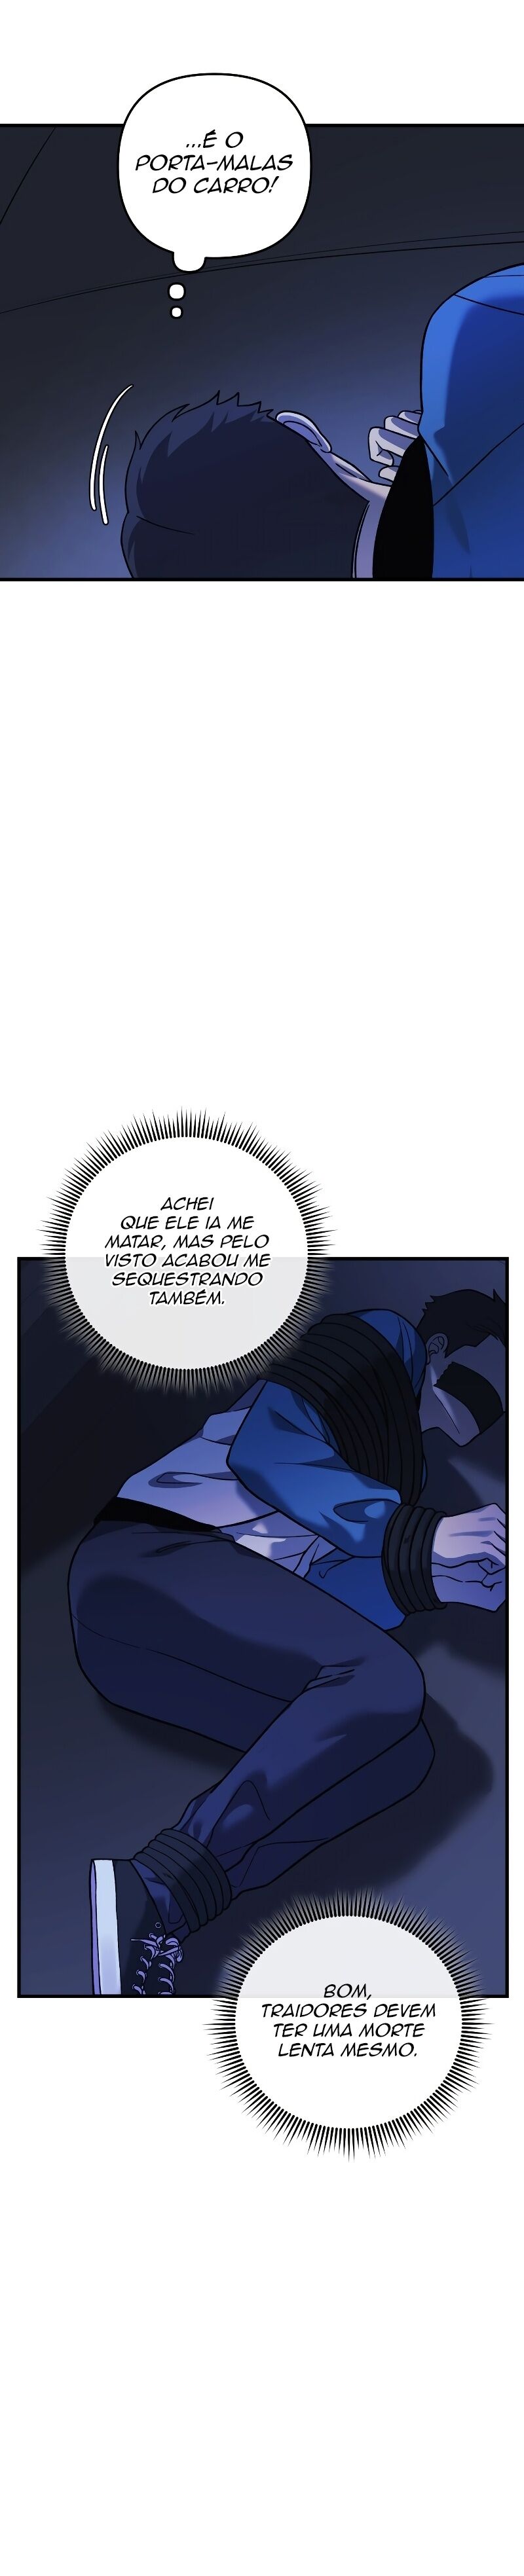 ...É O
PORTA-MALAS
DO CARRO!
ACHEI
QUE ELE IA ME
MATAR, MAS PELO
VISTO ACABOU ME
SEQUESTRANDO
TAMBÉM.
BOM,
TRAIDORES DEVEM
TER UMA MORTE
LENTA MESMO.